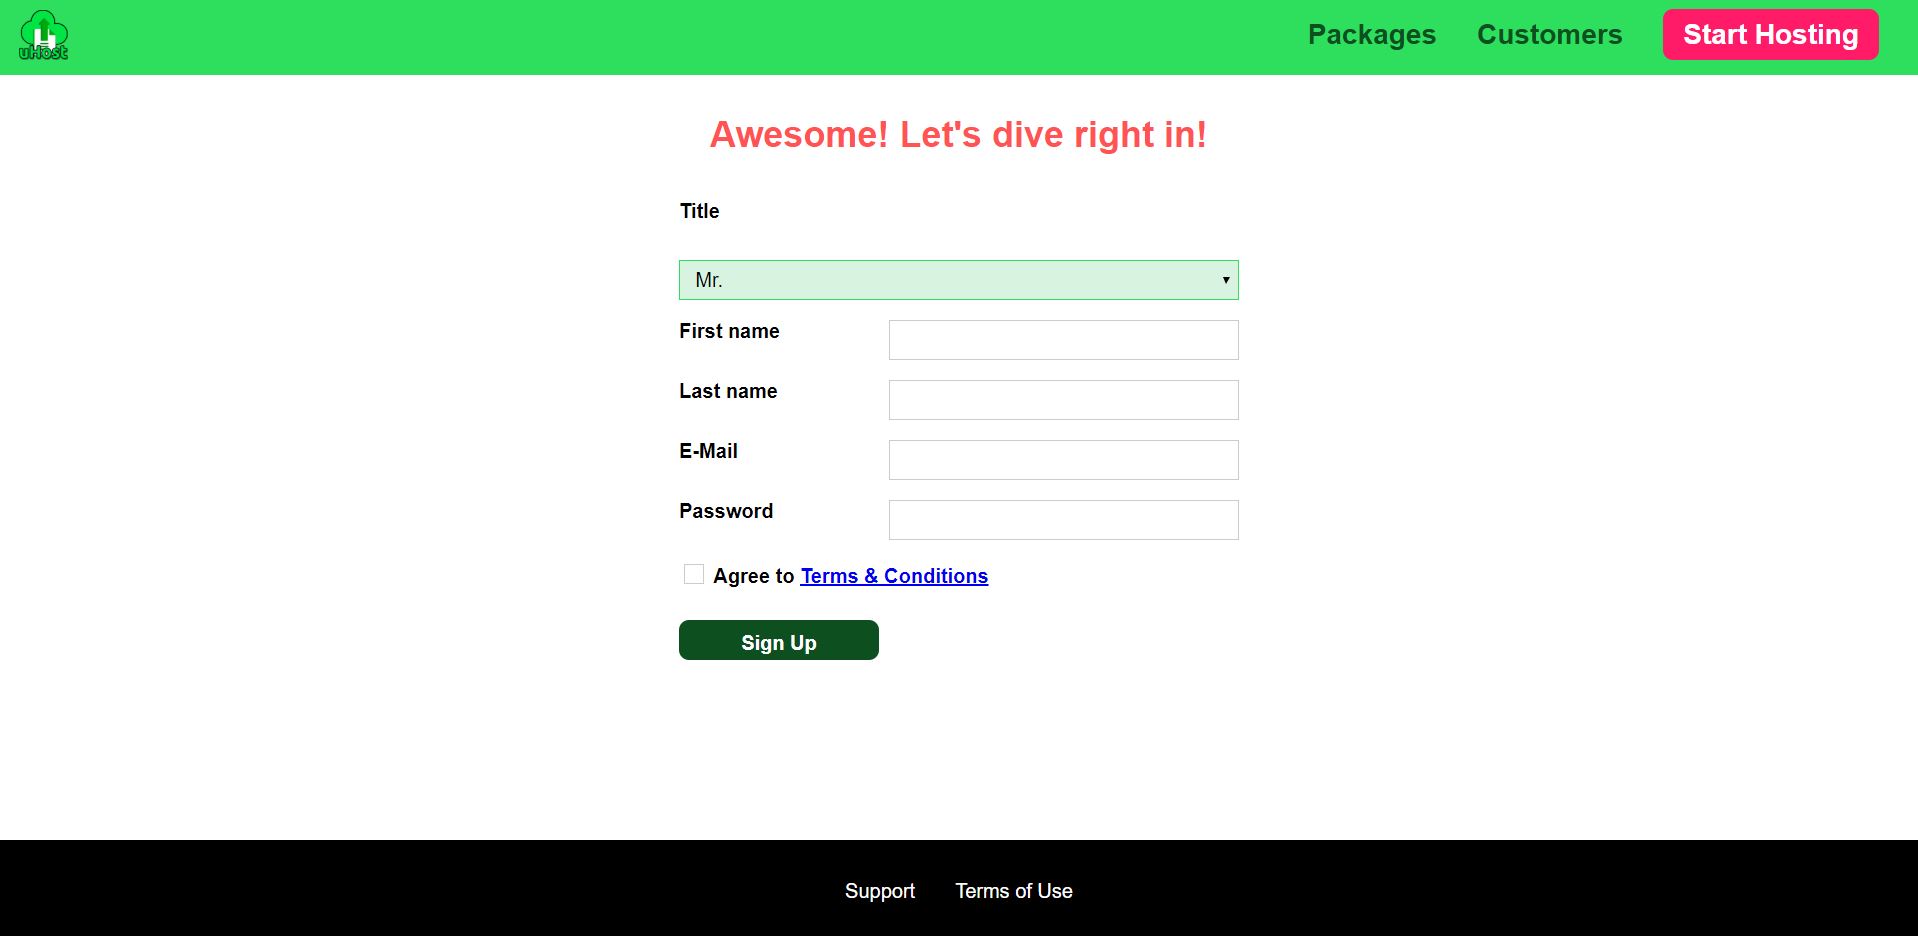 uHost
Packages Customers Start Hosting
Awesome! Let's dive right in!
Title
Mr.
First name
Last name
E-Mail
Password
Agree to Terms & Conditions
Sign Up
Support Terms of Use